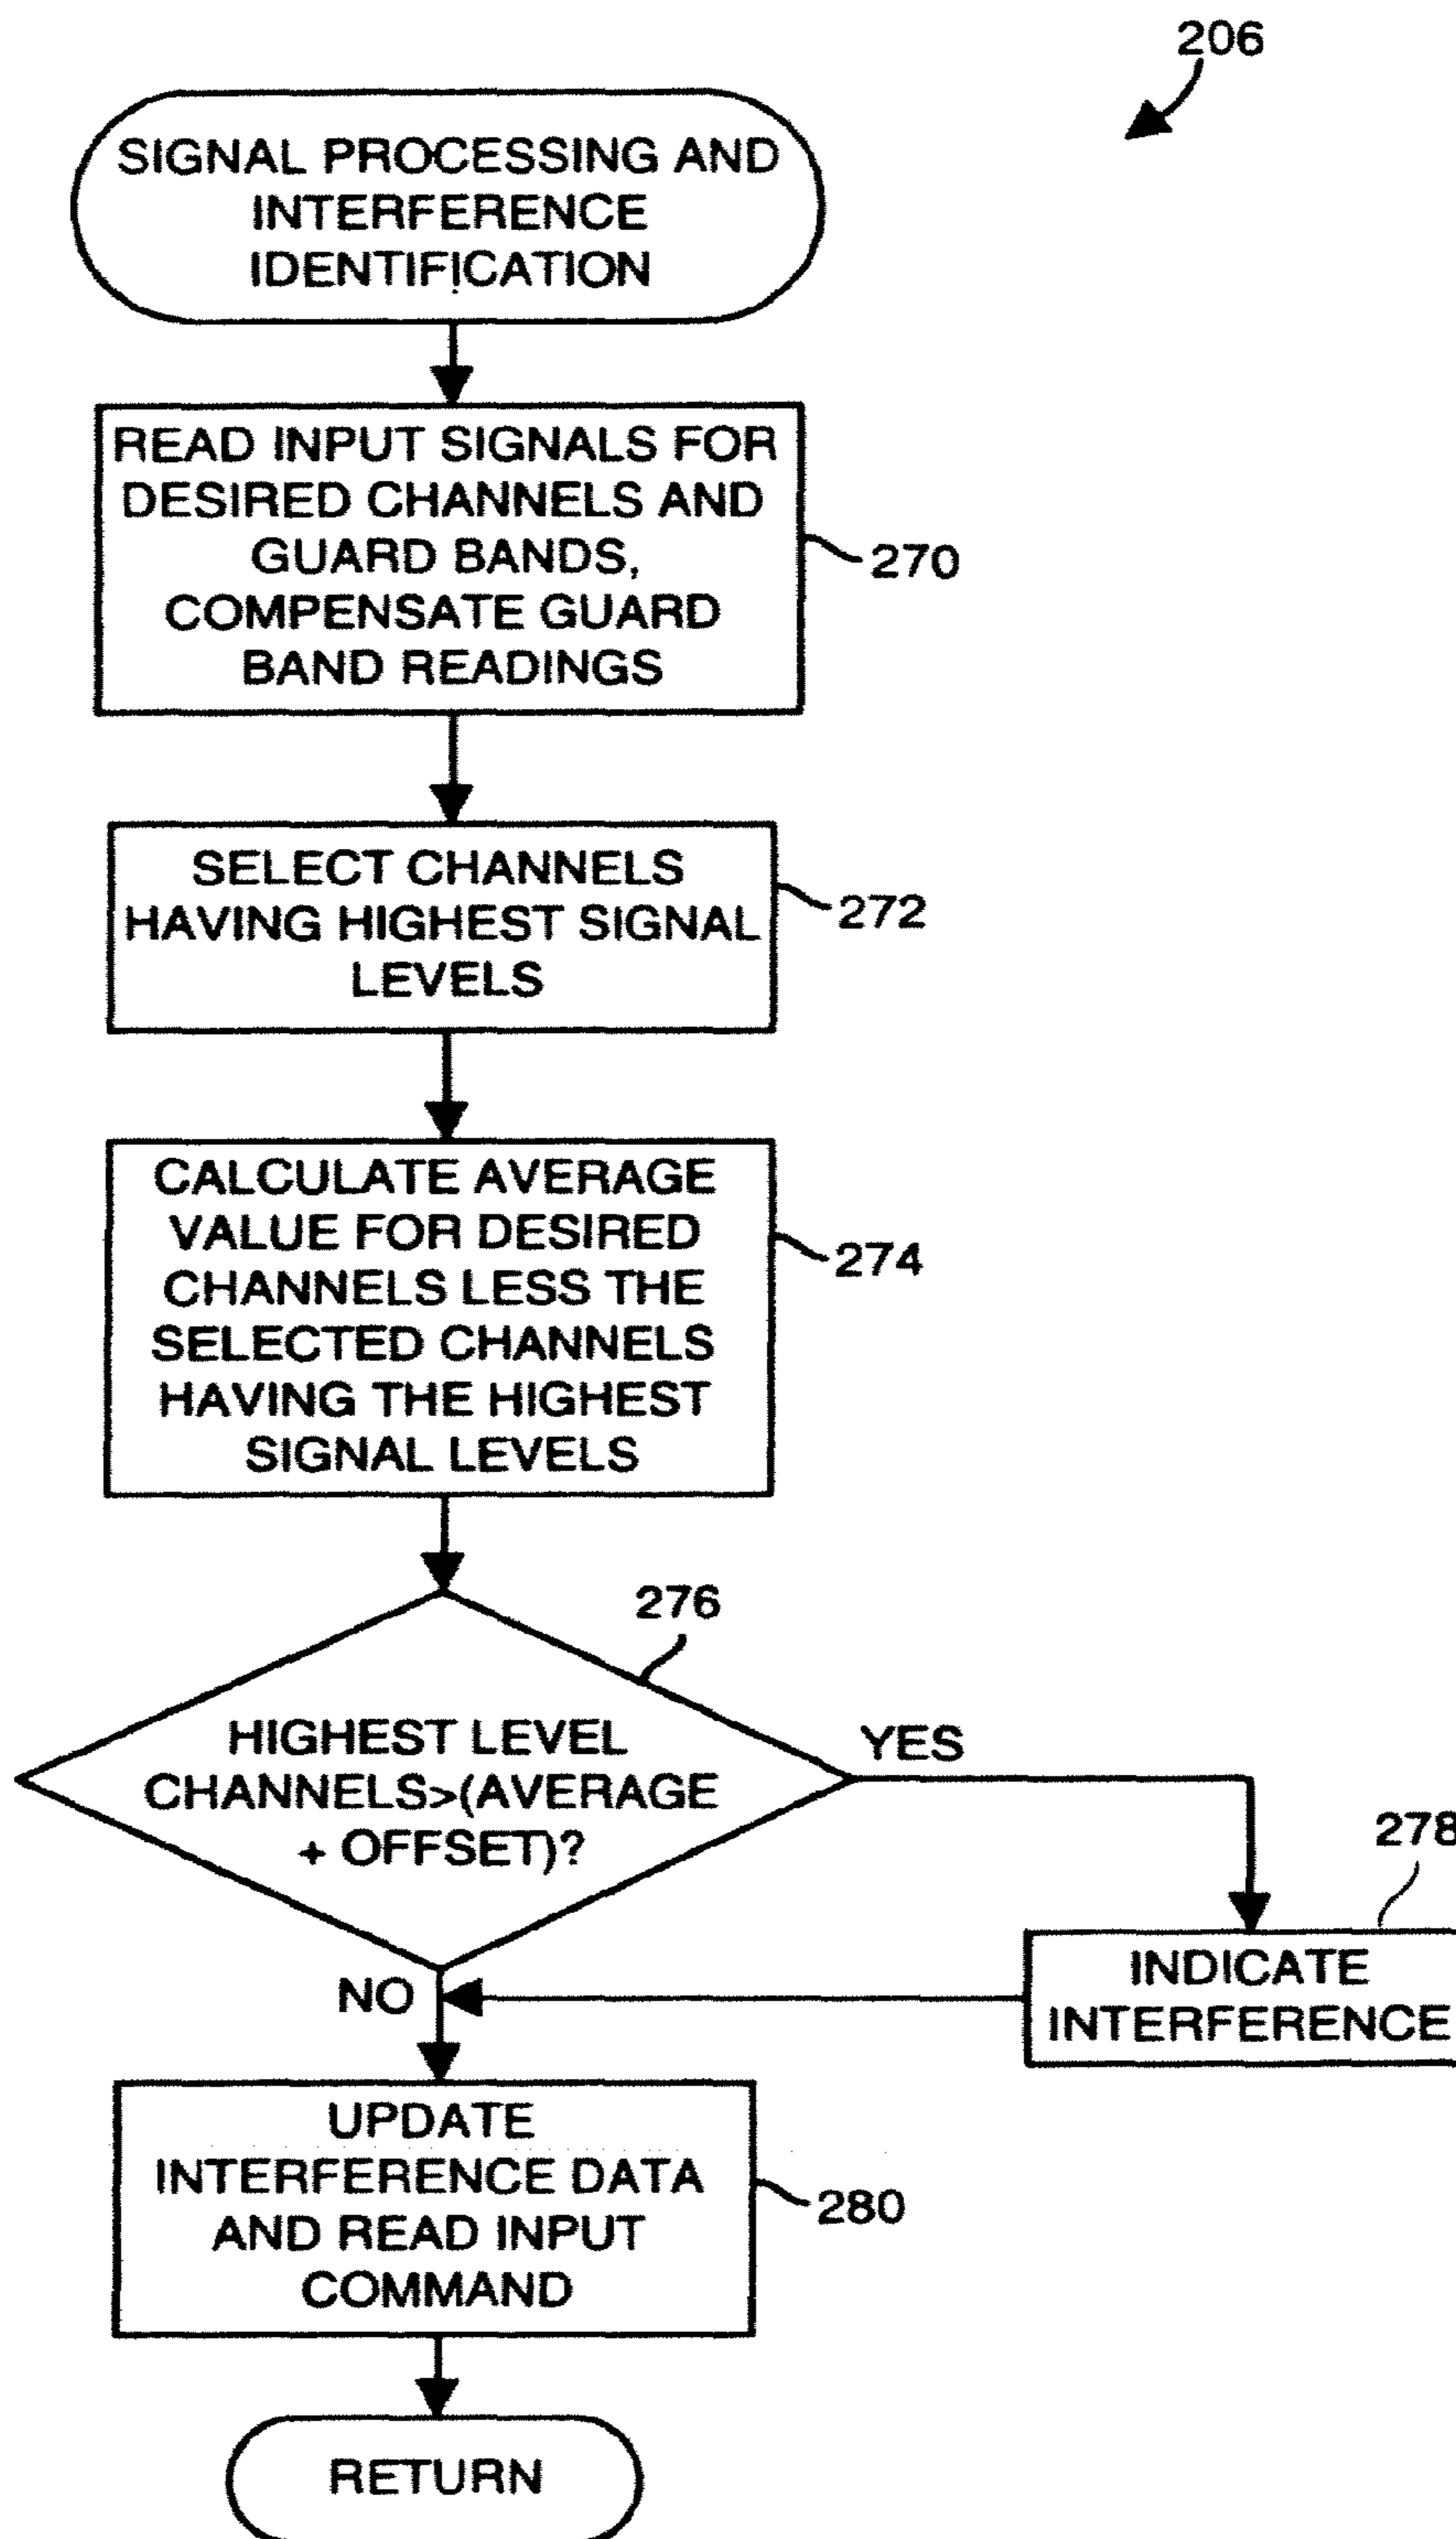 206
SIGNAL PROCESSING AND
INTERFERENCE
IDENTIFICATION
READ INPUT SIGNALS FOR
DESIRED CHANNELS AND
GUARD BANDS,
COMPENSATE GUARD
BAND READINGS
270
SELECT CHANNELS
HAVING HIGHEST SIGNAL
LEVELS
272
CALCULATE AVERAGE
VALUE FOR DESIRED
CHANNELS LESS THE
SELECTED CHANNELS
HAVING THE HIGHEST
SIGNAL LEVELS
274
276
HIGHEST LEVEL
CHANNELS>(AVERAGE
+ OFFSET)?
YES
278
INDICATE
INTERFERENCE
NO
UPDATE
INTERFERENCE DATA
AND READ INPUT
COMMAND
280
RETURN